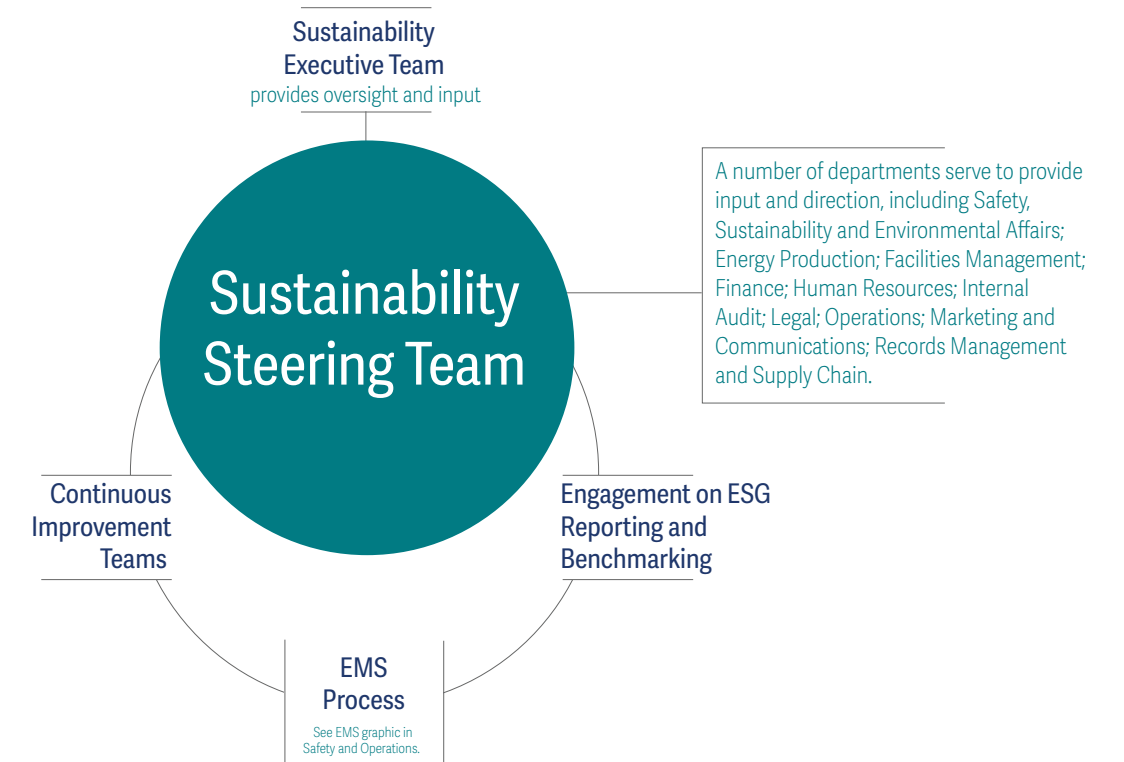 Sustainability
Executive Team
provides oversight and input
Sustainability
Steering Team
A number of departments serve to provide
input and direction, including Safety,
Sustainability and Environmental Affairs;
Energy Production; Facilities Management;
Finance; Human Resources; Internal
Audit; Legal; Operations; Marketing and
Communications; Records Management
and Supply Chain.
Continuous
Improvement
Teams
Engagement on ESG
Reporting and
Benchmarking
EMS
Process
See EMS graphic in
Safety and Operations.